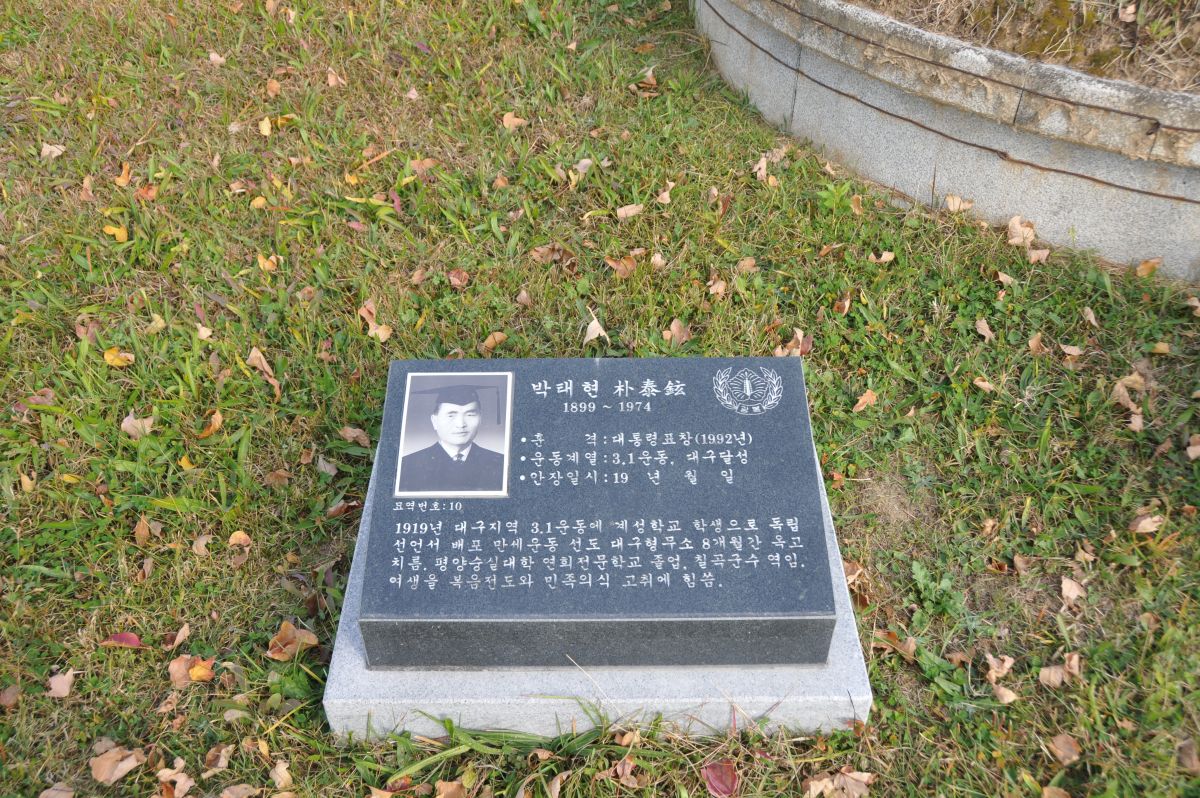 박태현 朴泰鉉
1899 ~ 1974
• 훈 격 : 대통령표창(1992년)
• 운동계열 : 3.1운동, 대구달성
• 안장일시 : 19 년 월 일
묘역번호 : 10
1919년 대구지역 3.1운동에 계성학교 학생으로 독립
선언서 배포 만세운동 선도 대구형무소 8개월간 옥고
치름. 평양숭실대학 연희전문학교 졸업. 칠곡군수 역임.
여생을 복음전도와 민족의식 고취에 힘씀.